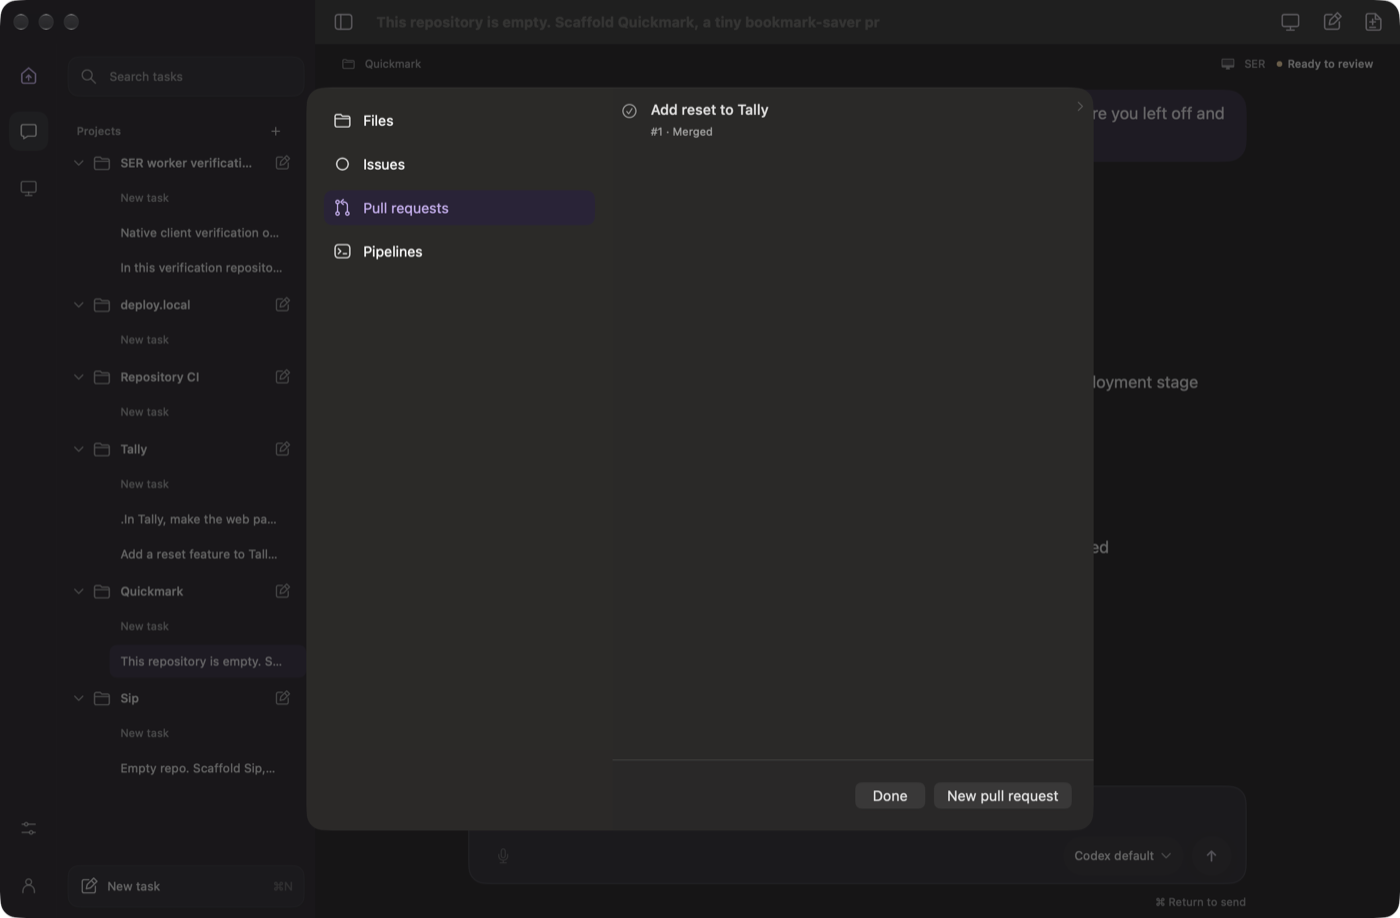 This repository is empty. Scaffold Quickmark, a tiny bookmark-saver pr
Search tasks
Quickmark
SER
Ready to review
Projects
SER worker verificati...
New task
Native client verification o...
In this verification reposito...
deploy.local
New task
Repository CI
New task
Tally
New task
.In Tally, make the web pa...
Add a reset feature to Tall...
Quickmark
New task
This repository is empty. S...
Sip
New task
Empty repo. Scaffold Sip,...
New task
⌘N
Files
Issues
Pull requests
Pipelines
Add reset to Tally
#1 · Merged
Done
New pull request
re you left off and
loyment stage
ed
Codex default
⌘ Return to send